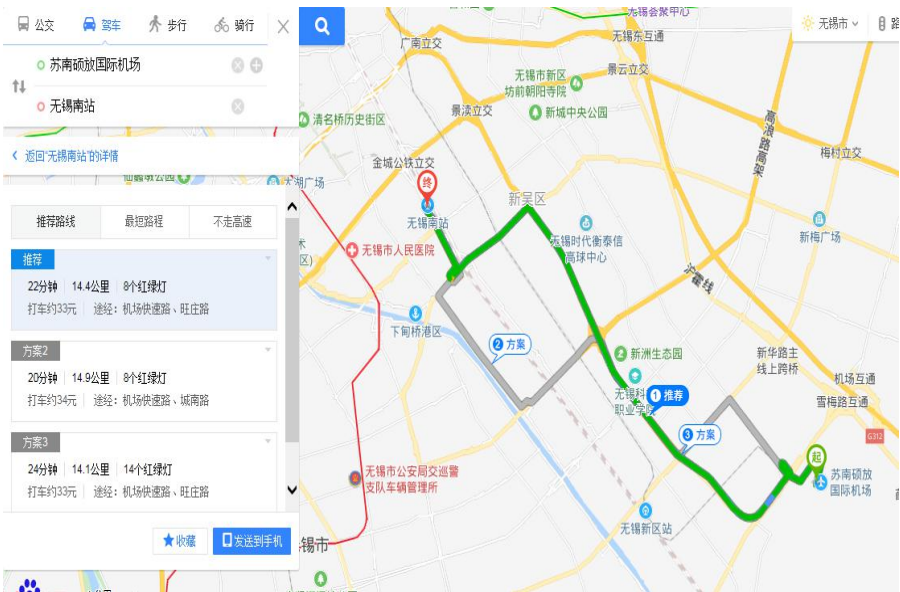 公交 驾车 步行 骑行
苏南硕放国际机场
无锡南站
返回"无锡南站"的详情
推荐路线 最短路程 不走高速
推荐
22分钟 14.4公里 8个红绿灯
打车约33元 途经：机场快速路、旺庄路
方案2
20分钟 14.9公里 8个红绿灯
打车约34元 途经：机场快速路、城南路
方案3
24分钟 14.1公里 14个红绿灯
打车约33元 途经：机场快速路、旺庄路
收藏 发送到手机
无锡市
路
无锡会聚中心
广南立交
无锡东互通
景云立交
无锡市新区
坊前朝阳寺院
清名桥历史街区
景渎立交
新城中央公园
高浪路高架
梅村立交
金城公铁立交
太湖广场
终
新吴区
无锡南站
无锡时代衡泰信
高球中心
新梅广场
无锡市人民医院
区)
沪霍线
下甸桥港区
2 方案
新洲生态园
新华路主
线上跨桥
无锡科
职业学院
1 推荐
机场互通
雪梅路互通
3 方案
G312
起
无锡市公安局交巡警
支队车辆管理所
苏南硕放
国际机场
无锡新区站
锡市